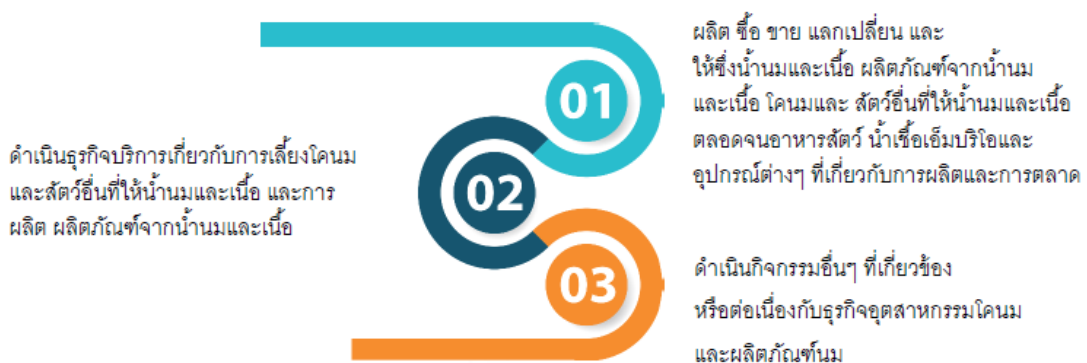 01
ผลิต ซื้อ ขาย แลกเปลี่ยน และ
ให้ซึ่งน้ำนมและเนื้อ ผลิตภัณฑ์จากน้ำนม
และเนื้อ โคนมและ สัตว์อื่นที่ให้น้ำนมและเนื้อ
ตลอดจนอาหารสัตว์ น้ำเชื้อเอ็มบริโอและ
อุปกรณ์ต่างๆ ที่เกี่ยวกับการผลิตและการตลาด
02
ดำเนินธุรกิจบริการเกี่ยวกับการเลี้ยงโคนม
และสัตว์อื่นที่ให้น้ำนมและเนื้อ และการ
ผลิต ผลิตภัณฑ์จากน้ำนมและเนื้อ
03
ดำเนินกิจกรรมอื่นๆ ที่เกี่ยวข้อง
หรือต่อเนื่องกับธุรกิจอุตสาหกรรมโคนม
และผลิตภัณฑ์นม